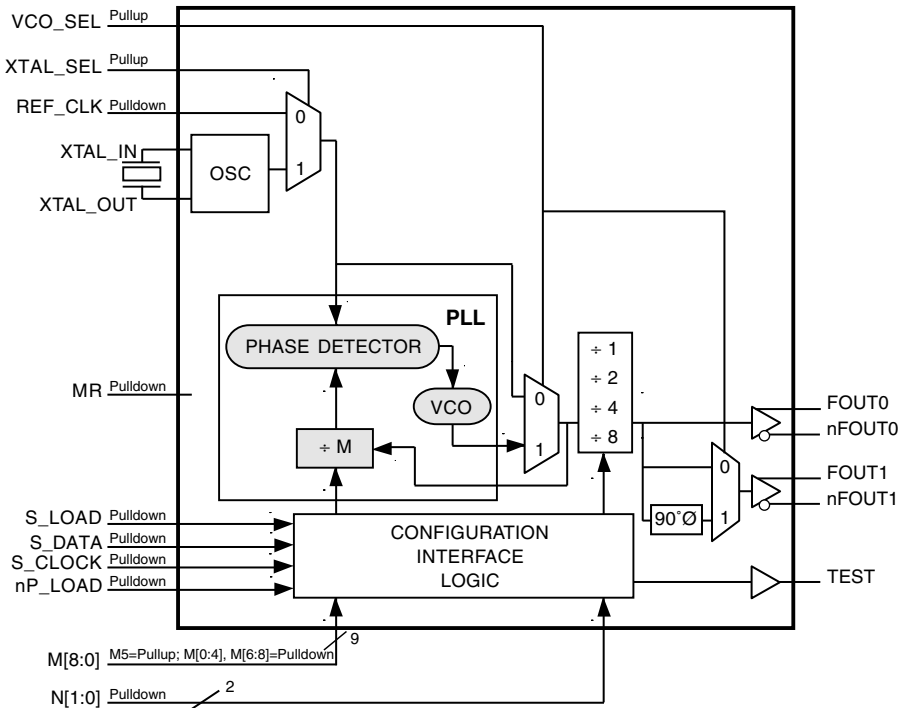 VCO_SEL Pullup
XTAL_SEL Pullup
REF_CLK Pulldown
0
XTAL_IN
OSC
1
XTAL_OUT
PLL
PHASE DETECTOR
÷ 1
÷ 2
÷ 4
÷ 8
MR Pulldown
VCO
0
1
÷ M
FOUT0
nFOUT0
0
FOUT1
nFOUT1
90˚Ø
1
S_LOAD Pulldown
S_DATA Pulldown
S_CLOCK Pulldown
nP_LOAD Pulldown
CONFIGURATION
INTERFACE
LOGIC
TEST
9
M[8:0] M5=Pullup; M[0:4], M[6:8]=Pulldown
N[1:0] Pulldown
2